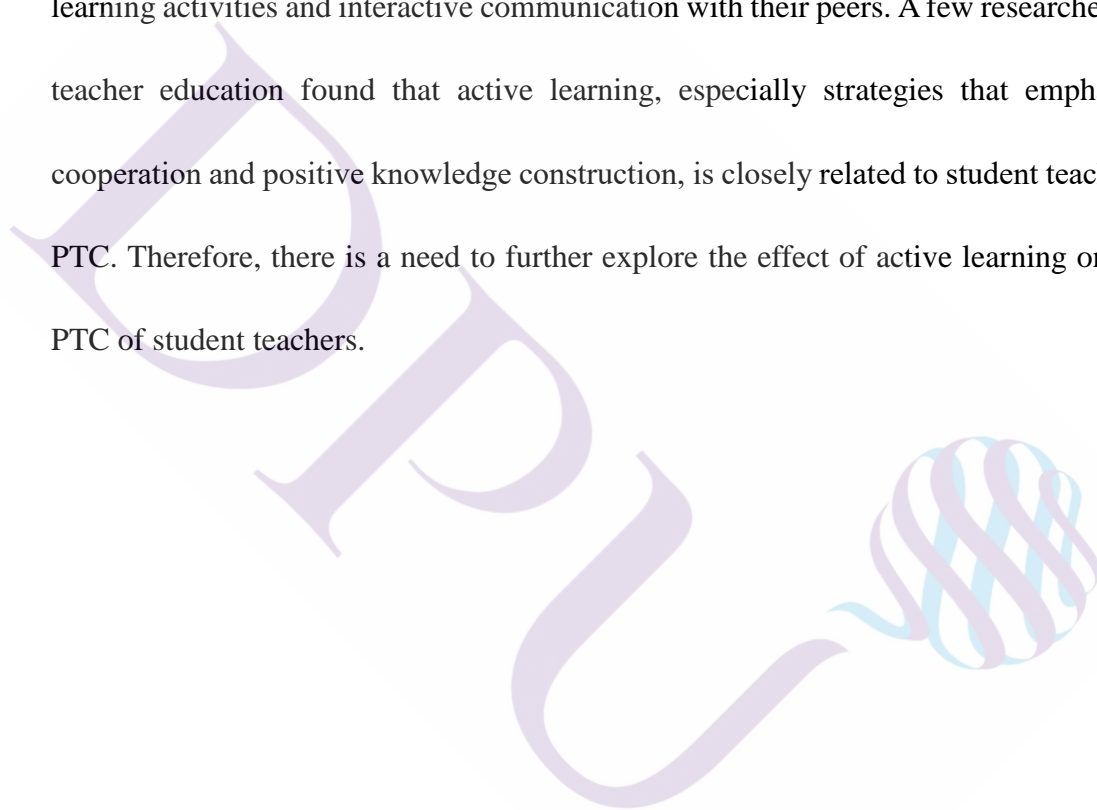 learning activities and interactive communication with their peers. A few researche
teacher education found that active learning, especially strategies that emph
cooperation and positive knowledge construction, is closely related to student teac
PTC. Therefore, there is a need to further explore the effect of active learning or
PTC of student teachers.
DPU